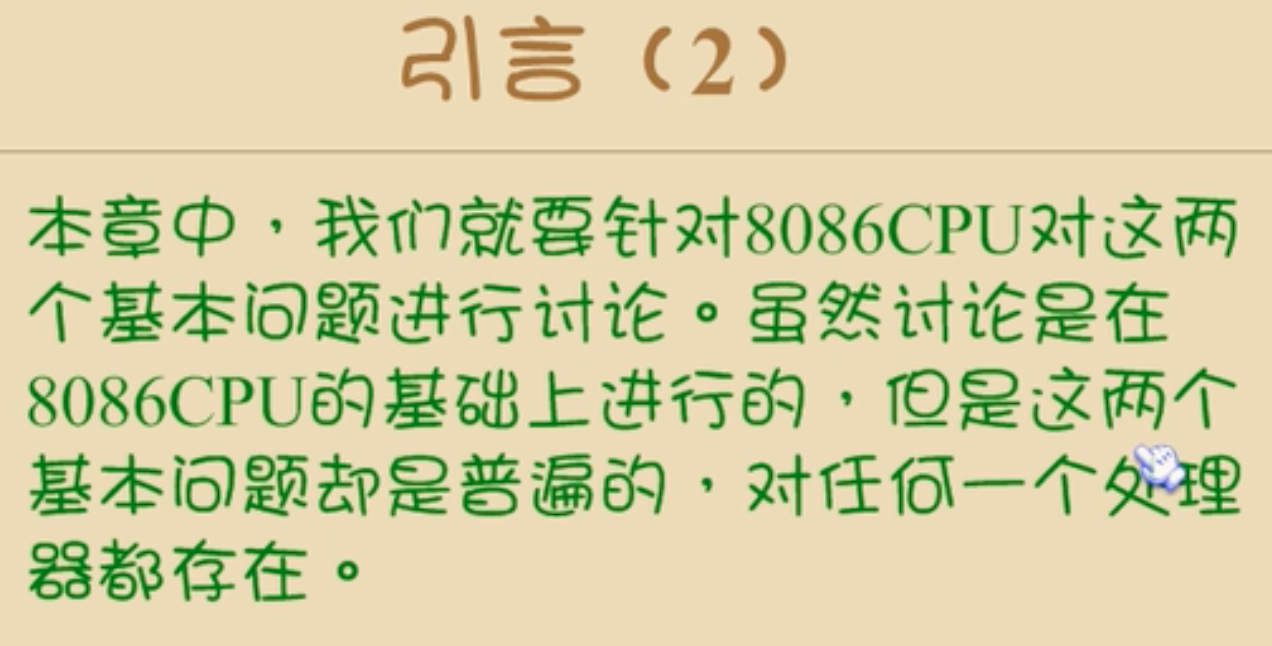 引言（2）
本章中，我们就要针对8086CPU对这两
个基本问题进行讨论。虽然讨论是在
8086CPU的基础上进行的，但是这两个
基本问题却是普遍的，对任何一个处理
器都存在。